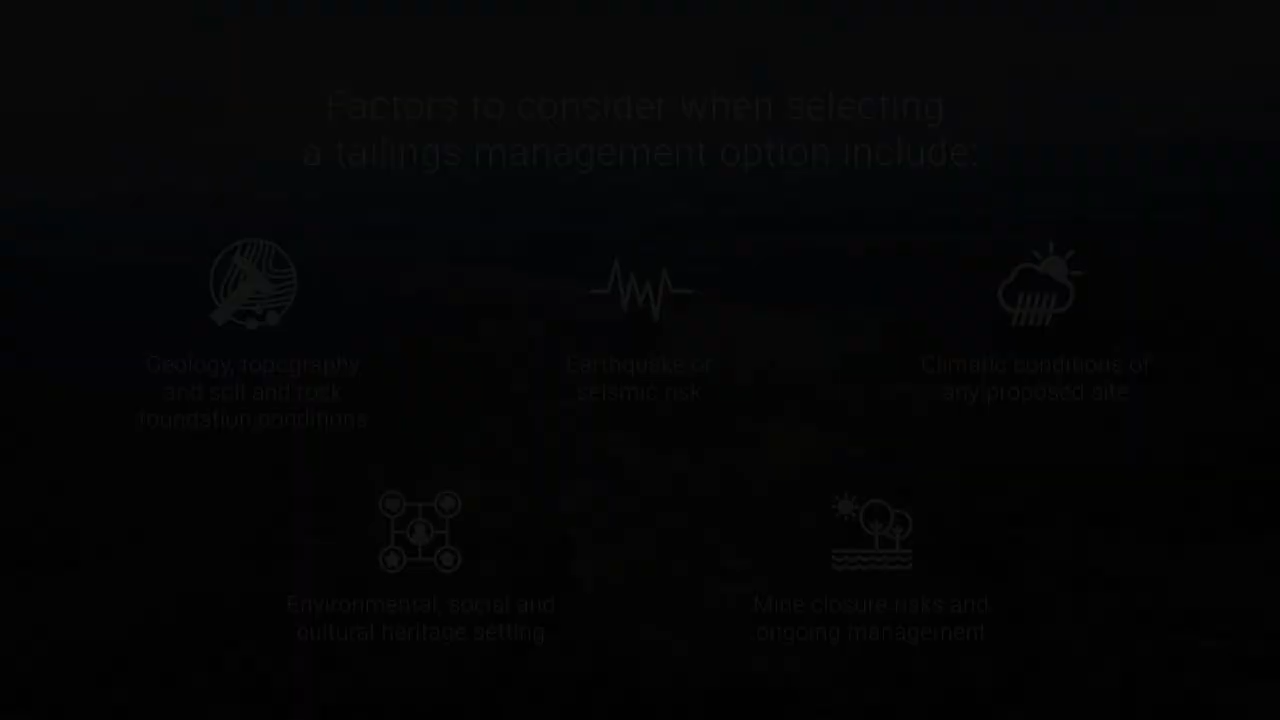 Factors to consider when selecting
a tailings management option include:
Geology, topography
and soil and rock
foundation conditions
Earthquake or
seismic risk
Climatic conditions of
any proposed site
Environmental, social and
cultural heritage setting
Mine closure risks and
ongoing management